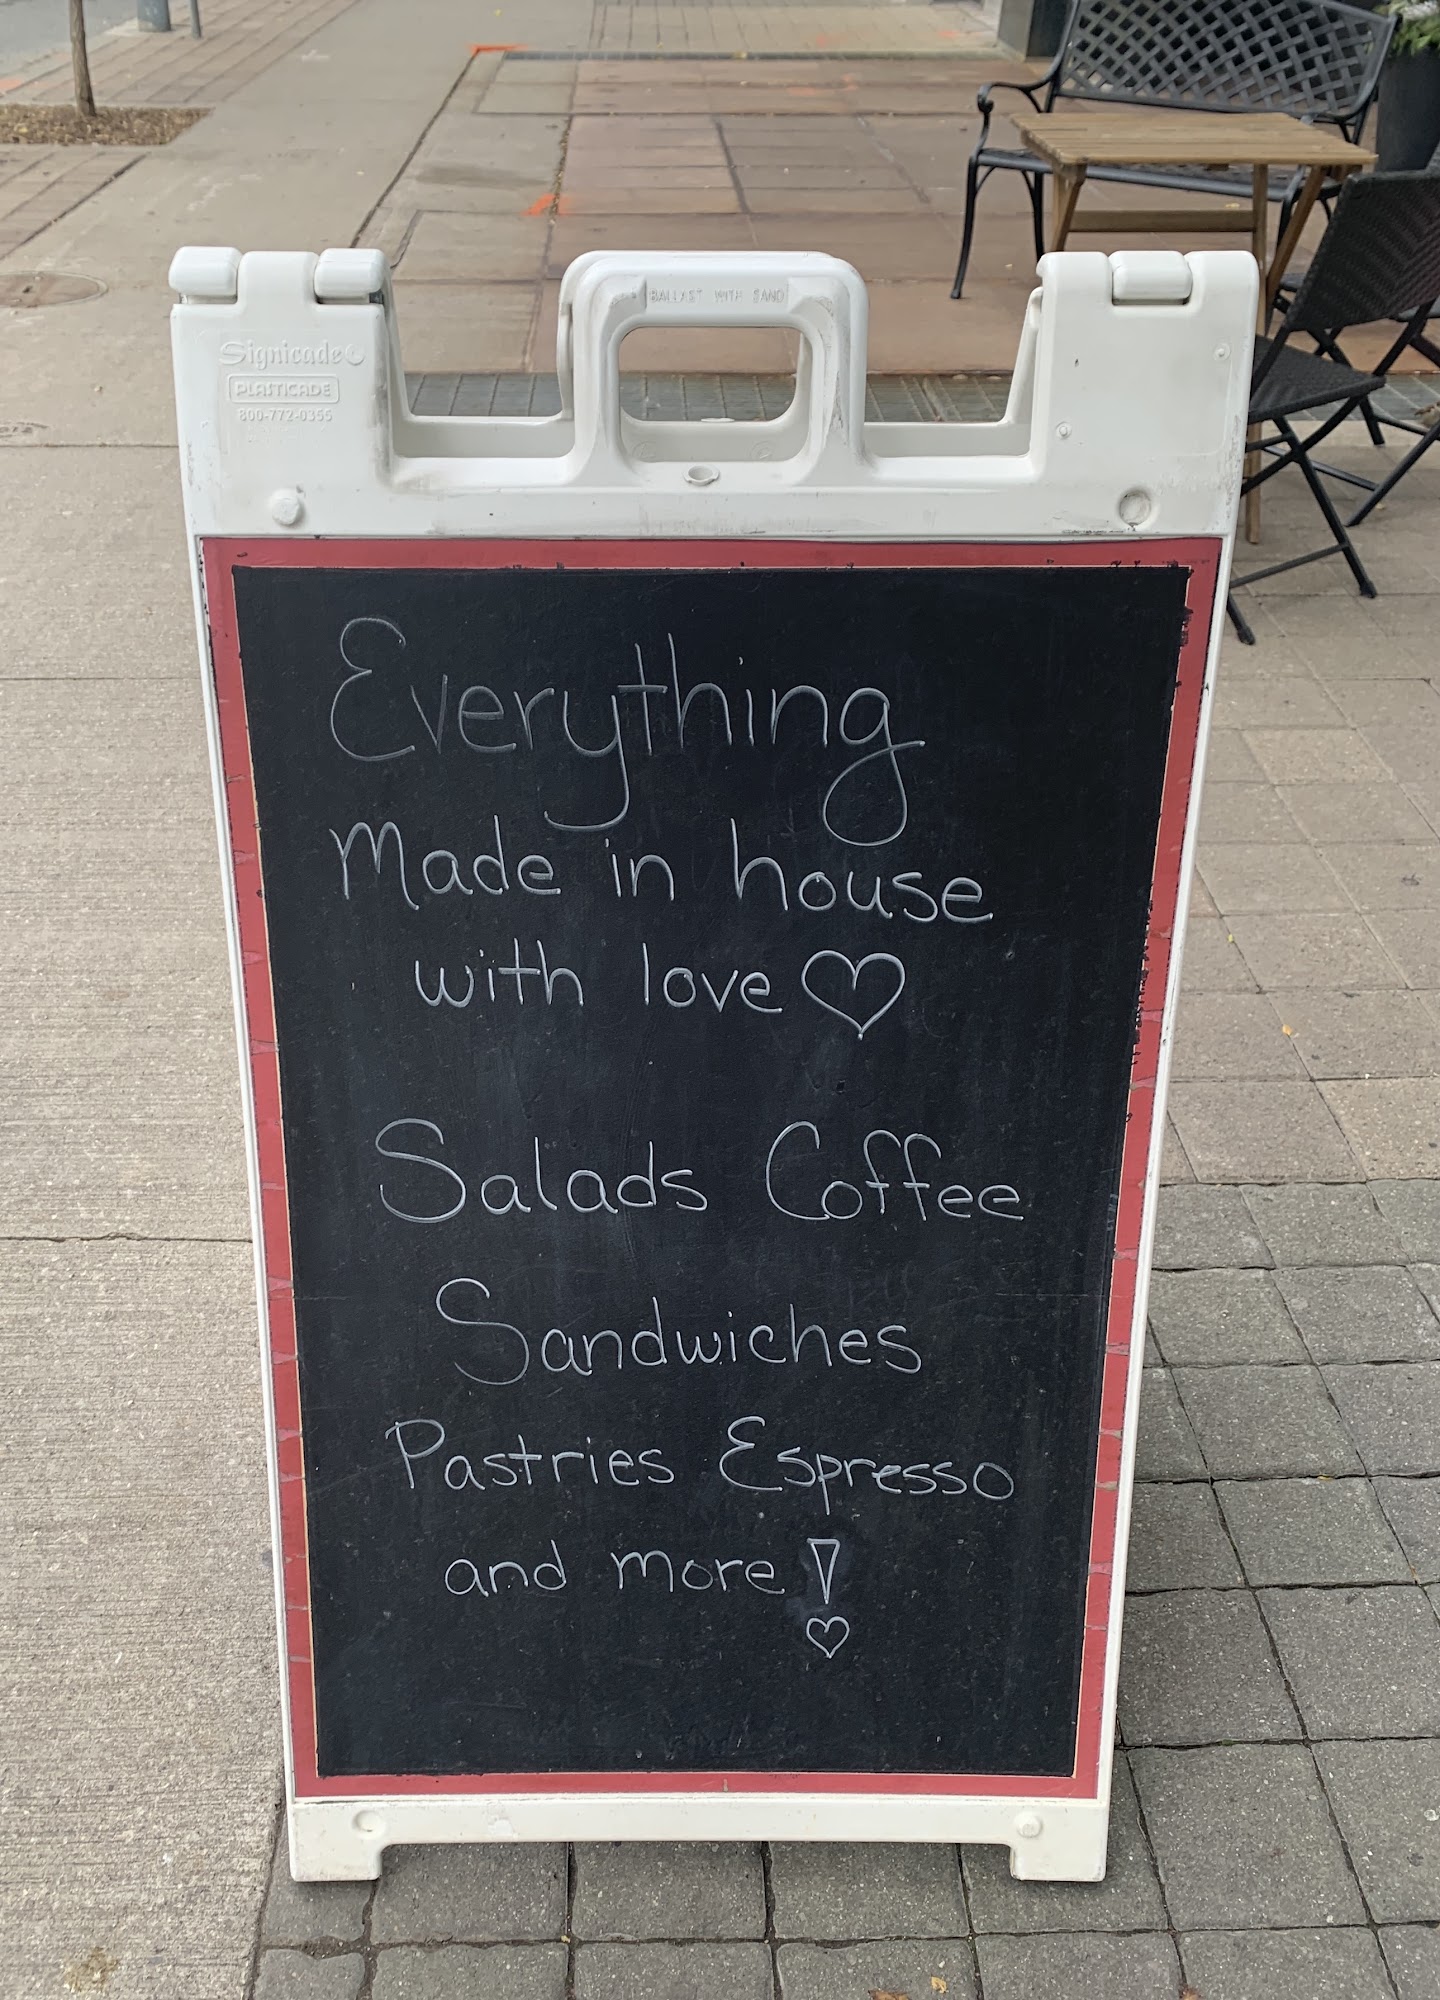 BALLAST WITH SAND
Signicade
PLASTICADE
800-772-0355
Everything
Made in house
with love ♡
Salads Coffee
Sandwiches
Pastries Espresso
and more!
♡